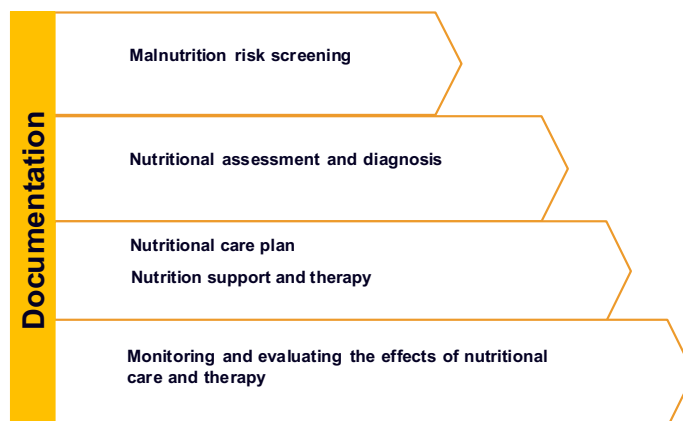 Documentation
Malnutrition risk screening
Nutritional assessment and diagnosis
Nutritional care plan
Nutrition support and therapy
Monitoring and evaluating the effects of nutritional
care and therapy